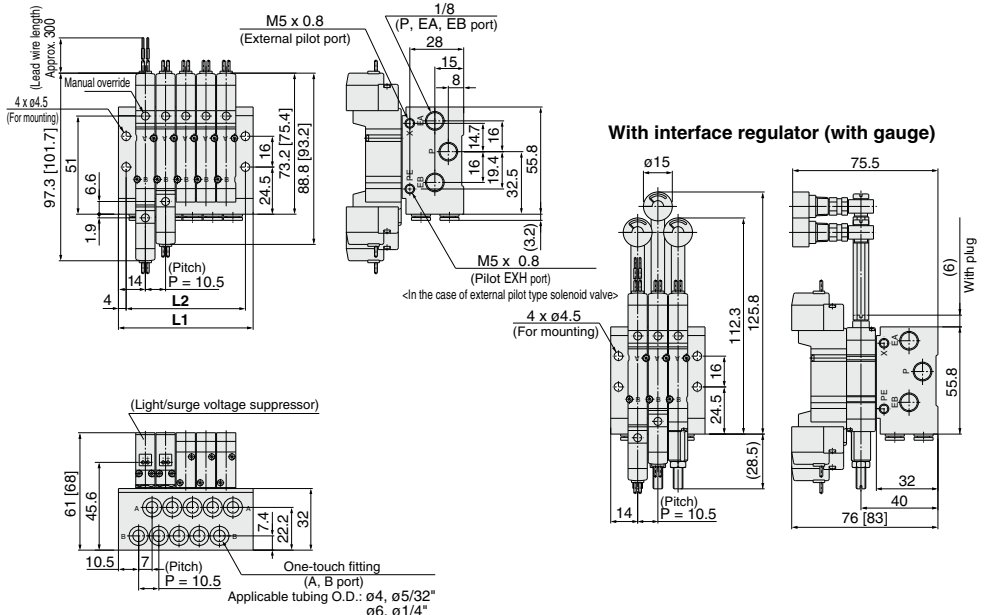 (Lead wire length)
Approx. 300
Manual override
4 x ø4.5
(For mounting)
97.3 [101.7]
51
6.6
1.9
14
(Pitch)
P = 10.5
4
L2
L1
16
24.5
73.2 [75.4]
88.8 [93.2]
A
B
M5 x 0.8
(External pilot port)
1/8
(P, EA, EB port)
28
15
8
X
EA
P
PE
EB
14.7
16
16
19.4
32.5
55.8
(3.2)
M5 x 0.8
(Pilot EXH port)
<In the case of external pilot type solenoid valve>
With interface regulator (with gauge)
ø15
4 x ø4.5
(For mounting)
A A A
B B
112.3
125.8
16
24.5
(28.5)
14
(Pitch)
P = 10.5
75.5
(6)
With plug
X
EA
P
PE
EB
55.8
32
40
76 [83]
(Light/surge voltage suppressor)
61 [68]
45.6
A A
B B
7.4
22.2
32
10.5
7
(Pitch)
P = 10.5
One-touch fitting
(A, B port)
Applicable tubing O.D.: ø4, ø5/32"
ø6, ø1/4"